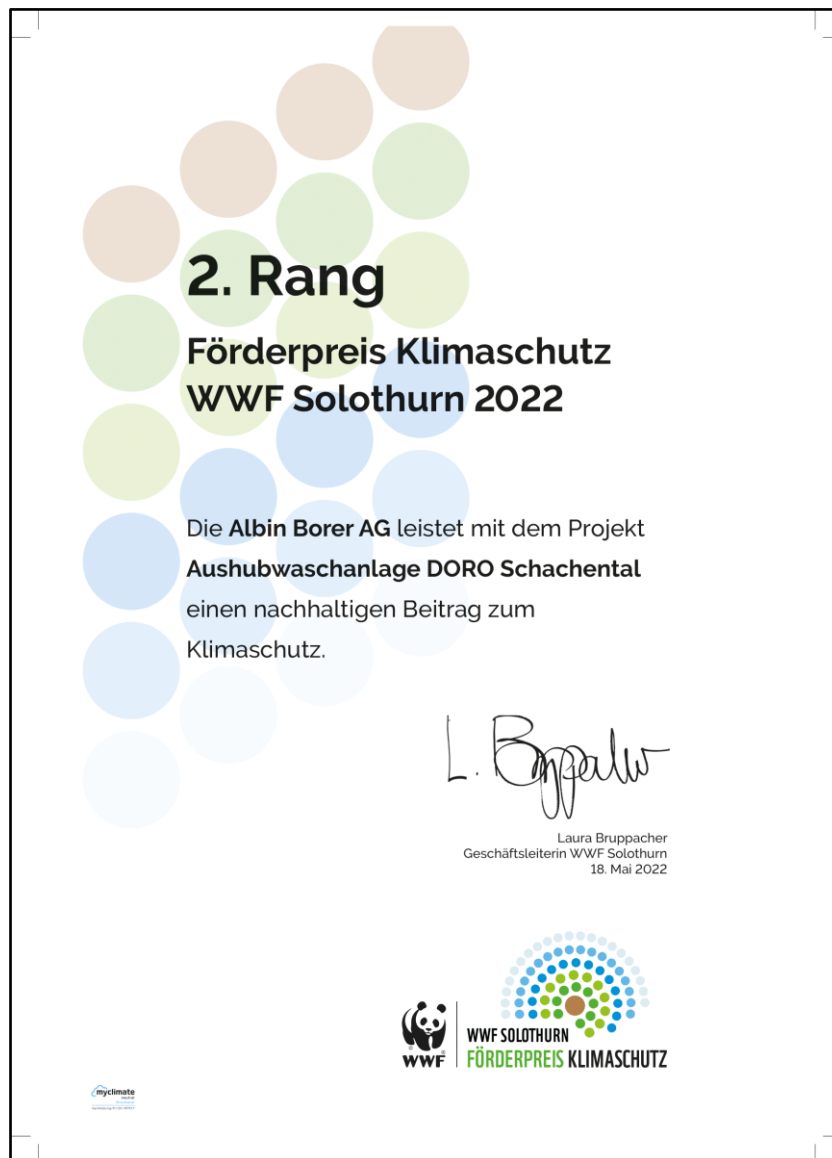 2. Rang
Förderpreis Klimaschutz
WWF Solothurn 2022
Die Albin Borer AG leistet mit dem Projekt
Aushubwaschanlage DORO Schachental
einen nachhaltigen Beitrag zum
Klimaschutz.
L. Bruppacher
Laura Bruppacher
Geschäftsleiterin WWF Solothurn
18. Mai 2022
WWF
WWF SOLOTHURN
FÖRDERPREIS KLIMASCHUTZ
myclimate